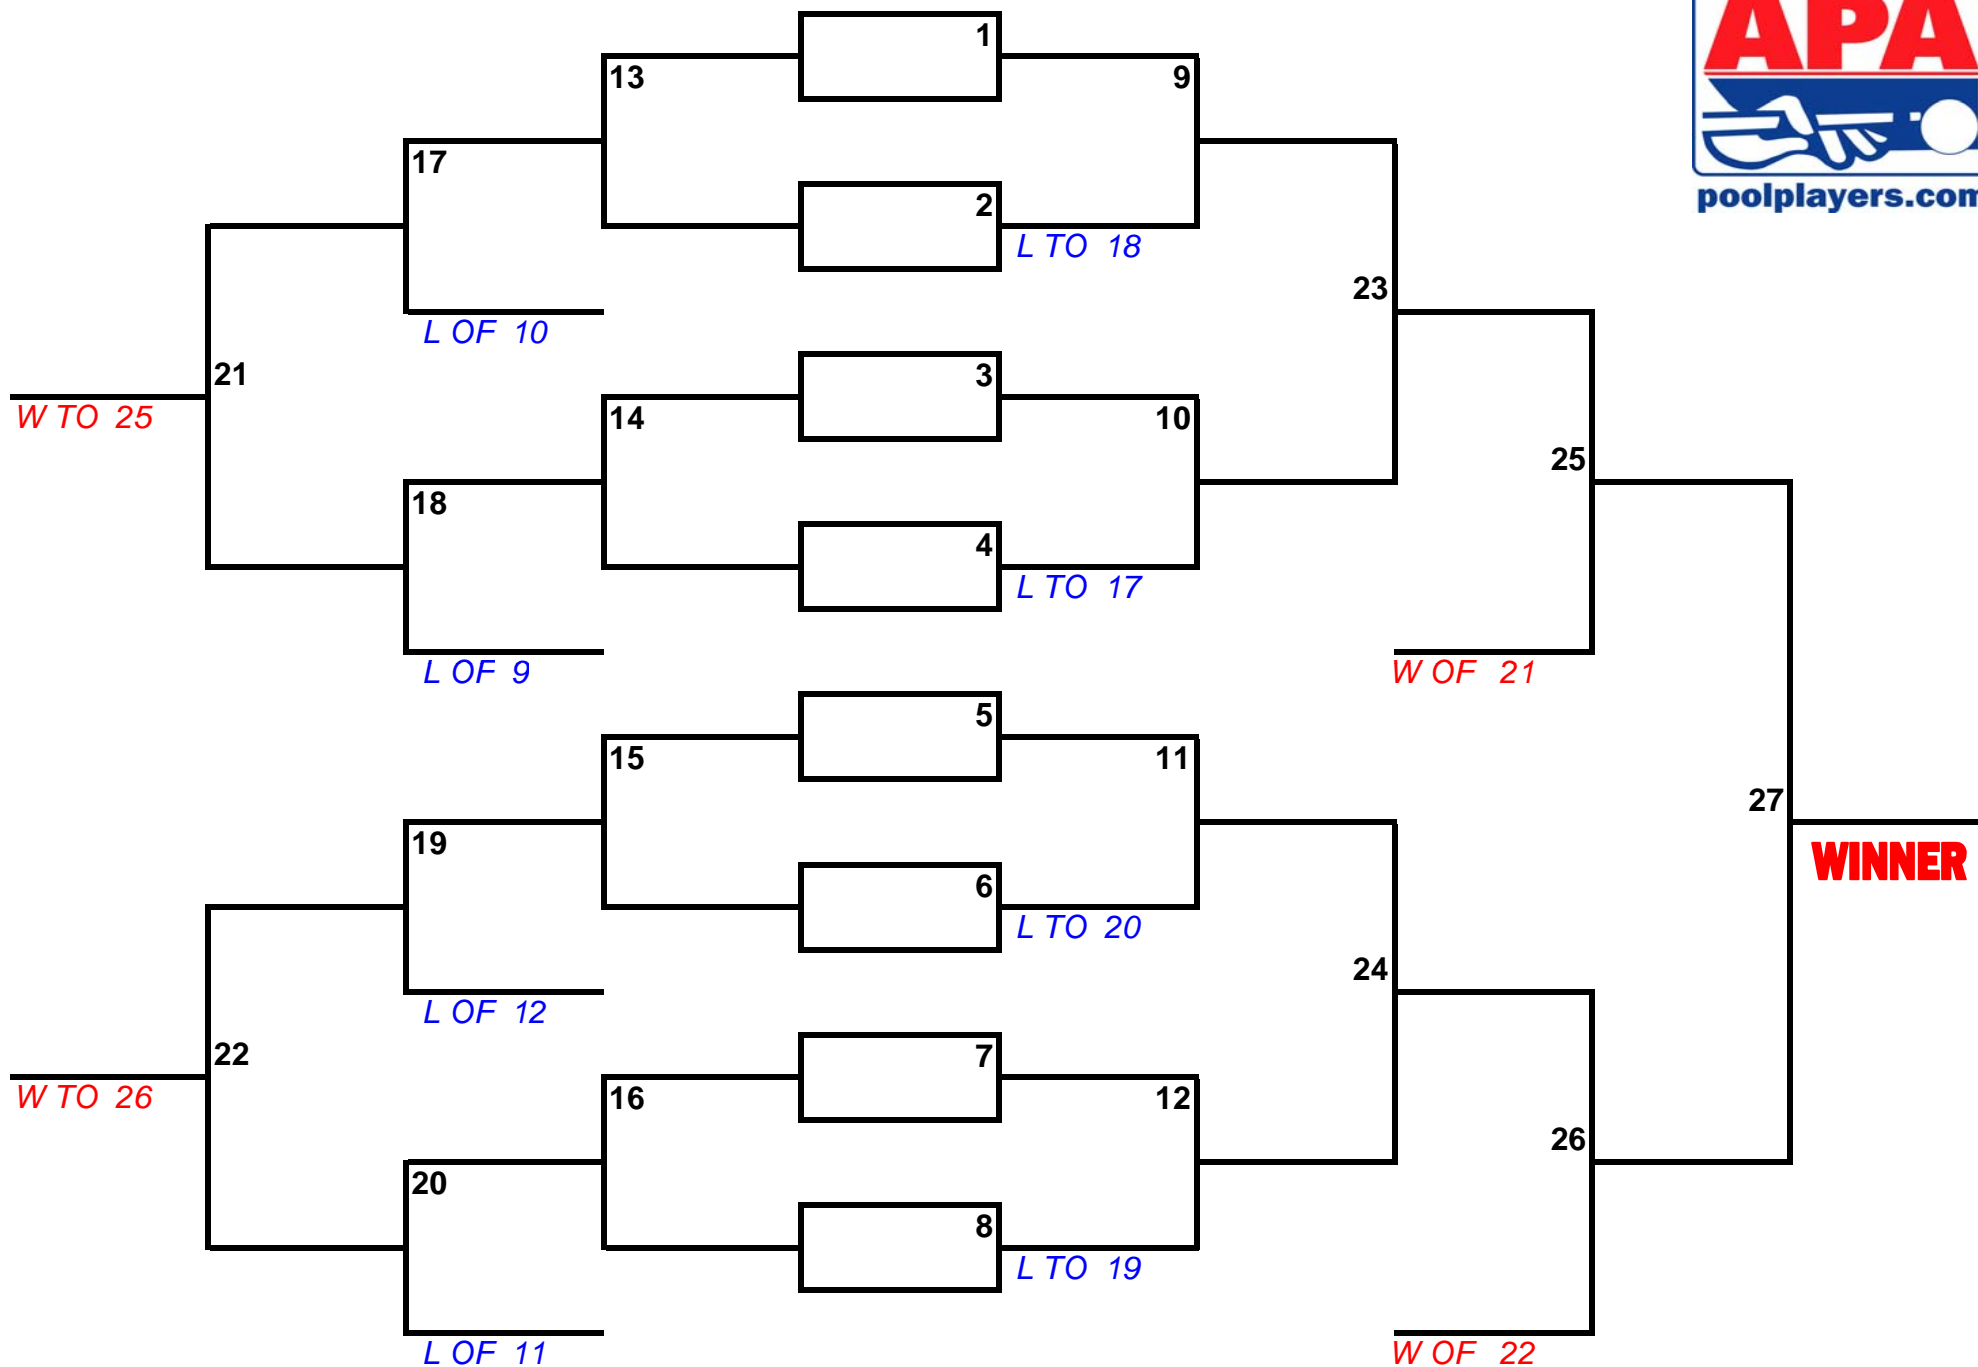 APA
poolplayers.com
1
13
9
17
2
L TO 18
23
L OF 10
21
3
W TO 25
14
10
25
18
4
L TO 17
L OF 9
W OF 21
5
15
11
27
19
WINNER
6
L TO 20
24
L OF 12
22
7
W TO 26
16
12
26
20
8
L TO 19
L OF 11
W OF 22